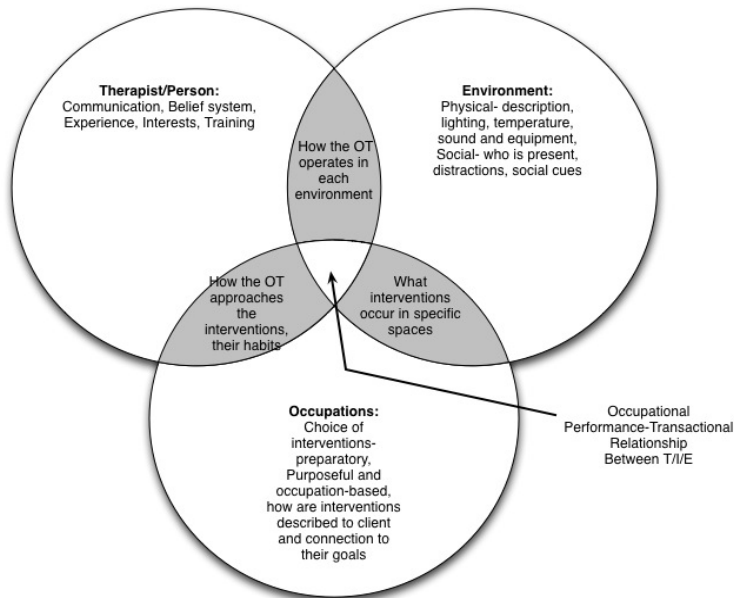 Therapist/Person:
Communication, Belief system,
Experience, Interests, Training
Environment:
Physical- description,
lighting, temperature,
sound and equipment,
Social- who is present,
distractions, social cues
How the OT
operates in
each
environment
How the OT
approaches
the
interventions,
their habits
What
interventions
occur in specific
spaces
Occupations:
Choice of
interventions-
preparatory,
Purposeful and
occupation-based,
how are interventions
described to client
and connection to
their goals
Occupational
Performance-Transactional
Relationship
Between T/I/E